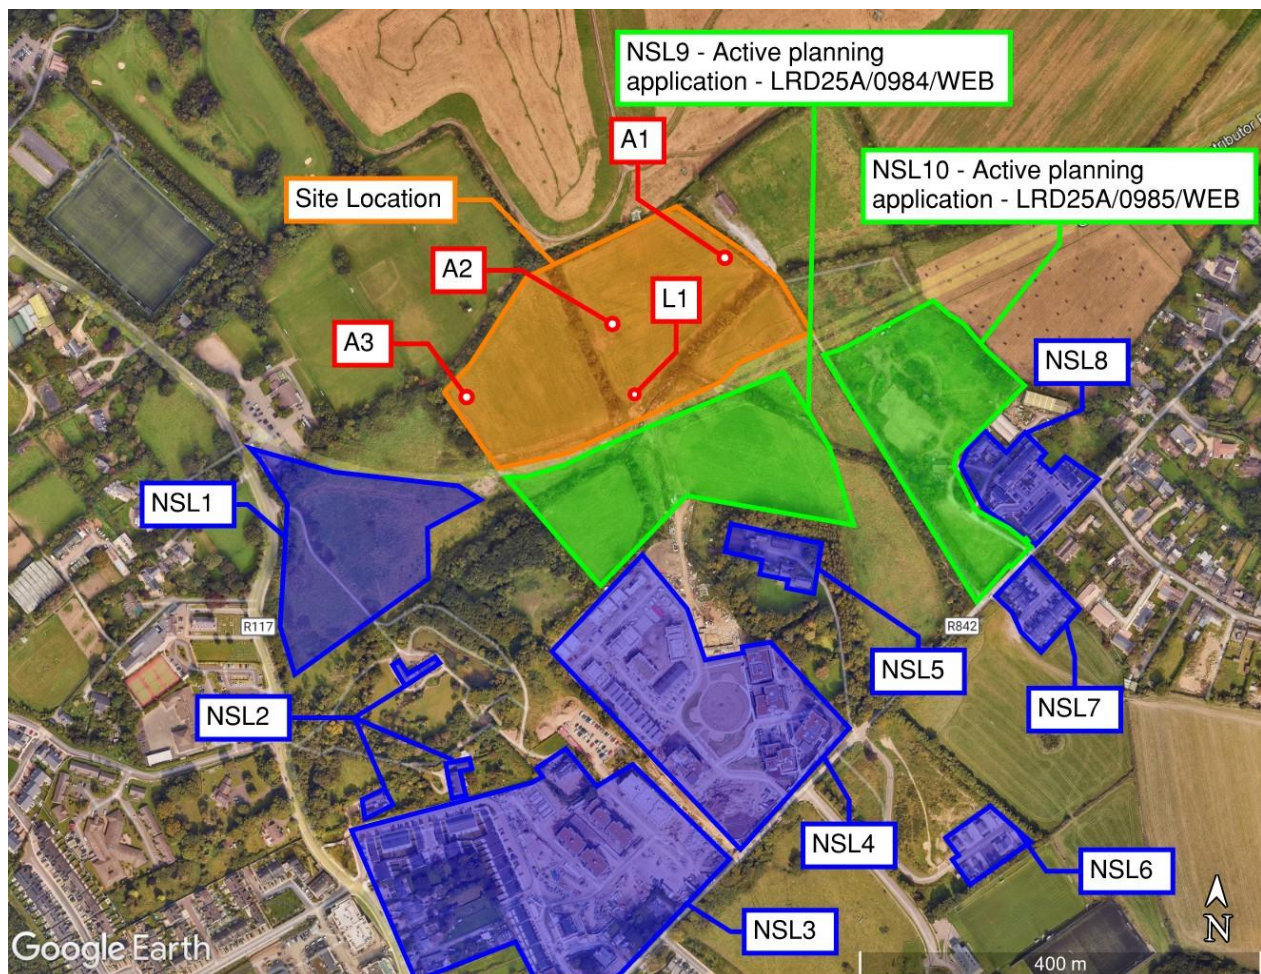 NSL9 - Active planning
application - LRD25A/0984/WEB
A1
tributor
NSL10 - Active planning
application - LRD25A/0985/WEB
Site Location
A2
L1
A3
NSL8
NSL1
R117
R842
NSL5
NSL2
NSL7
NSL4
NSL6
NSL3
N
Google Earth
400 m